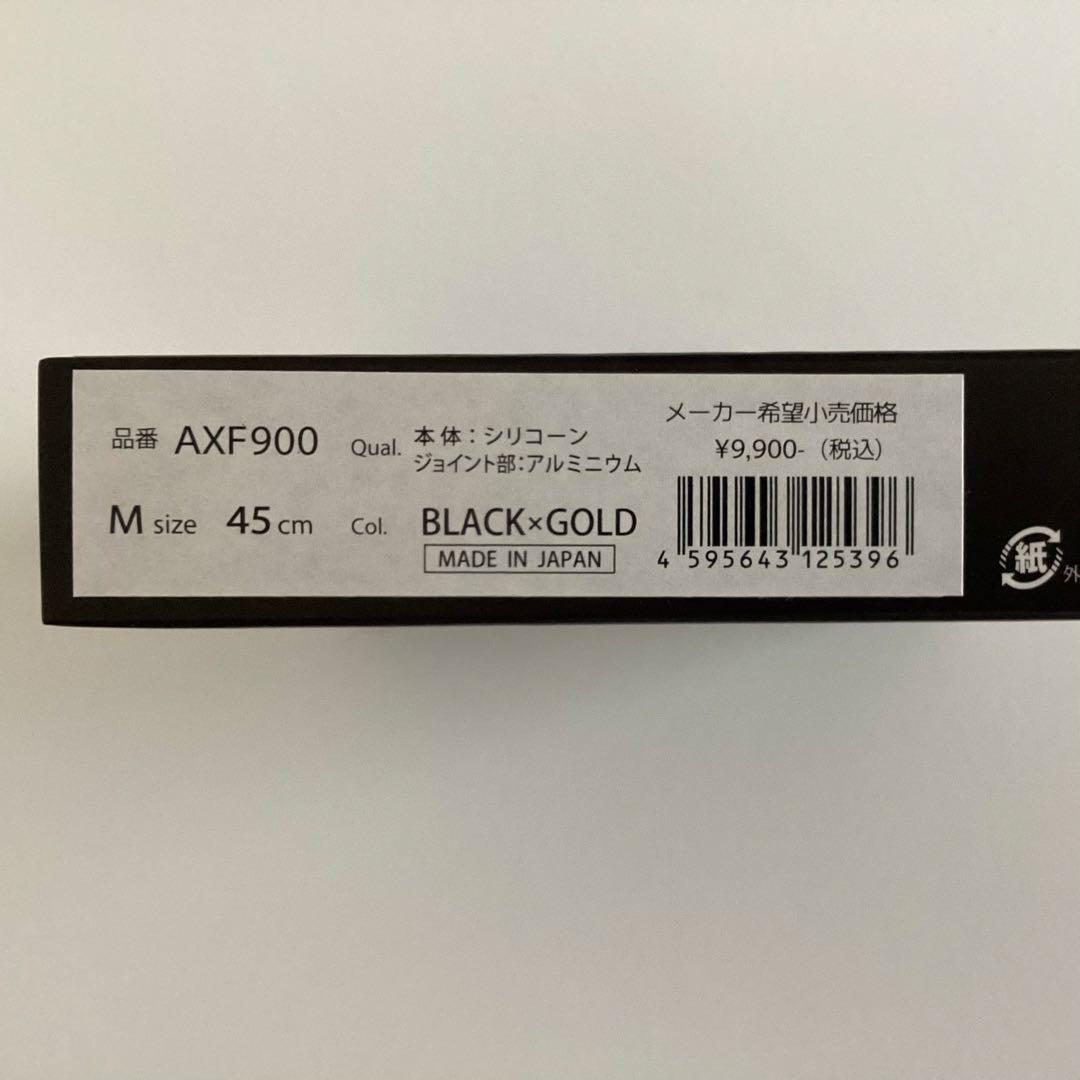 品番 AXF900
Qual. 本体:シリコーン
ジョイント部:アルミニウム
M size 45cm
Col. BLACK×GOLD
MADE IN JAPAN
メーカー希望小売価格
¥9,900-（税込）
4 595643 125396
紙
外